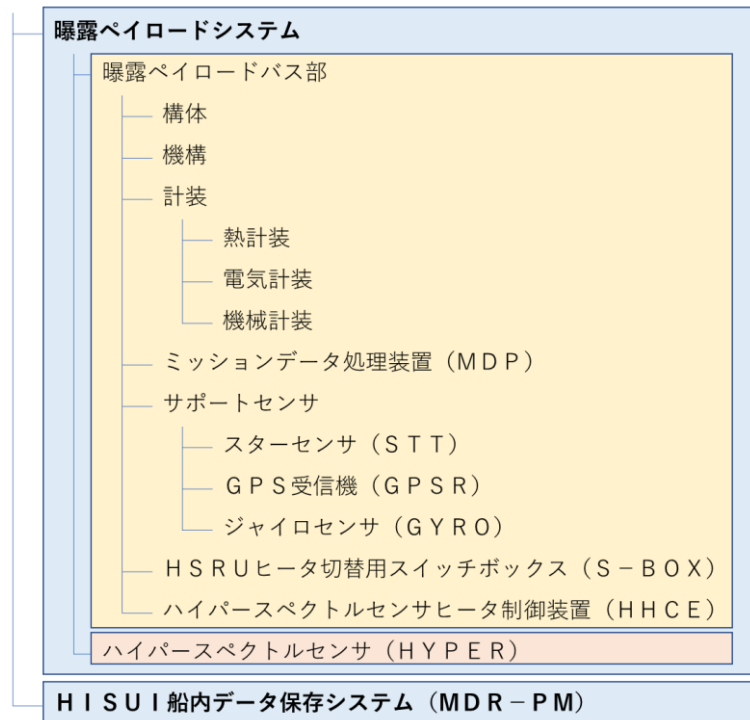 曝露ペイロードシステム
曝露ペイロードバス部
構体
機構
計装
熱計装
電気計装
機械計装
ミッションデータ処理装置（ＭＤＰ）
サポートセンサ
スターセンサ（ＳＴＴ）
ＧＰＳ受信機（ＧＰＳＲ）
ジャイロセンサ（ＧＹＲＯ）
ＨＳＲＵヒータ切替用スイッチボックス（Ｓ－ＢＯＸ）
ハイパースペクトルセンサヒータ制御装置（ＨＨＣＥ）
ハイパースペクトルセンサ（ＨＹＰＥＲ）
ＨＩＳＵＩ船内データ保存システム（MDR－PM）